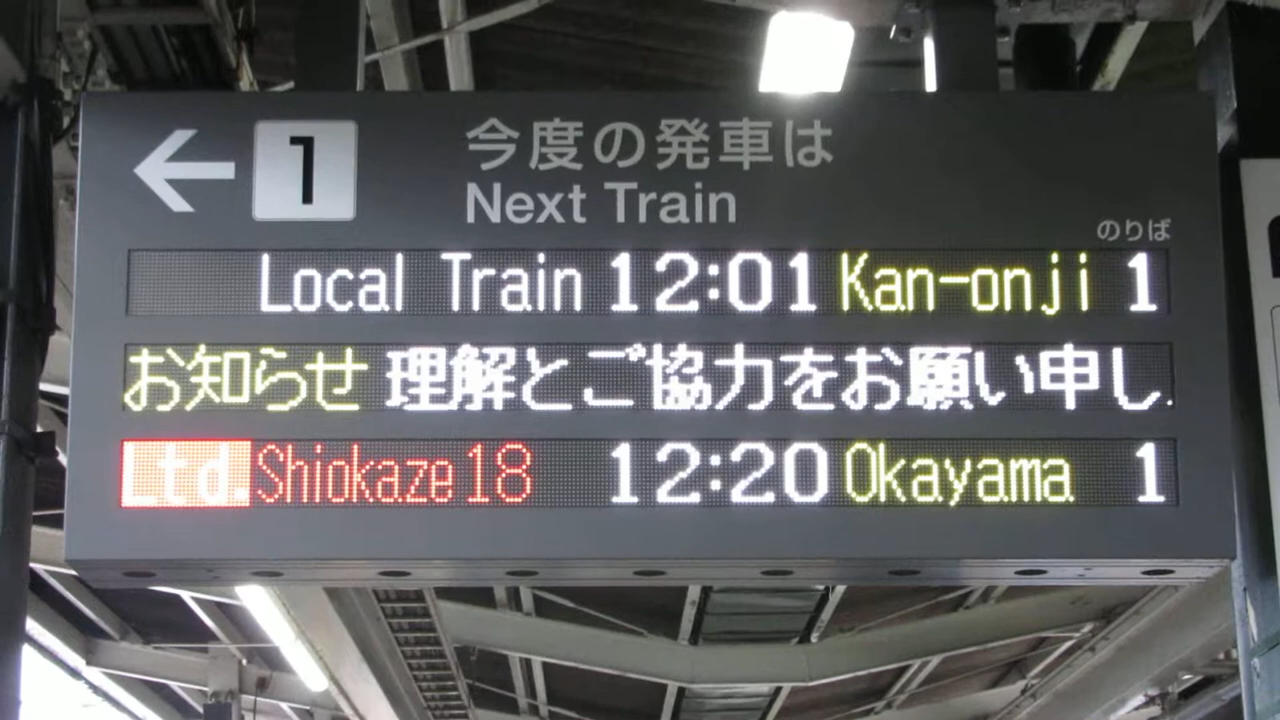 ← 1 今度の発車は
Next Train
のりば
Local Train 12:01 Kan-onji 1
お知らせ 理解とご協力をお願い申し
Ltd. Shiokaze 18 12:20 Okayama 1